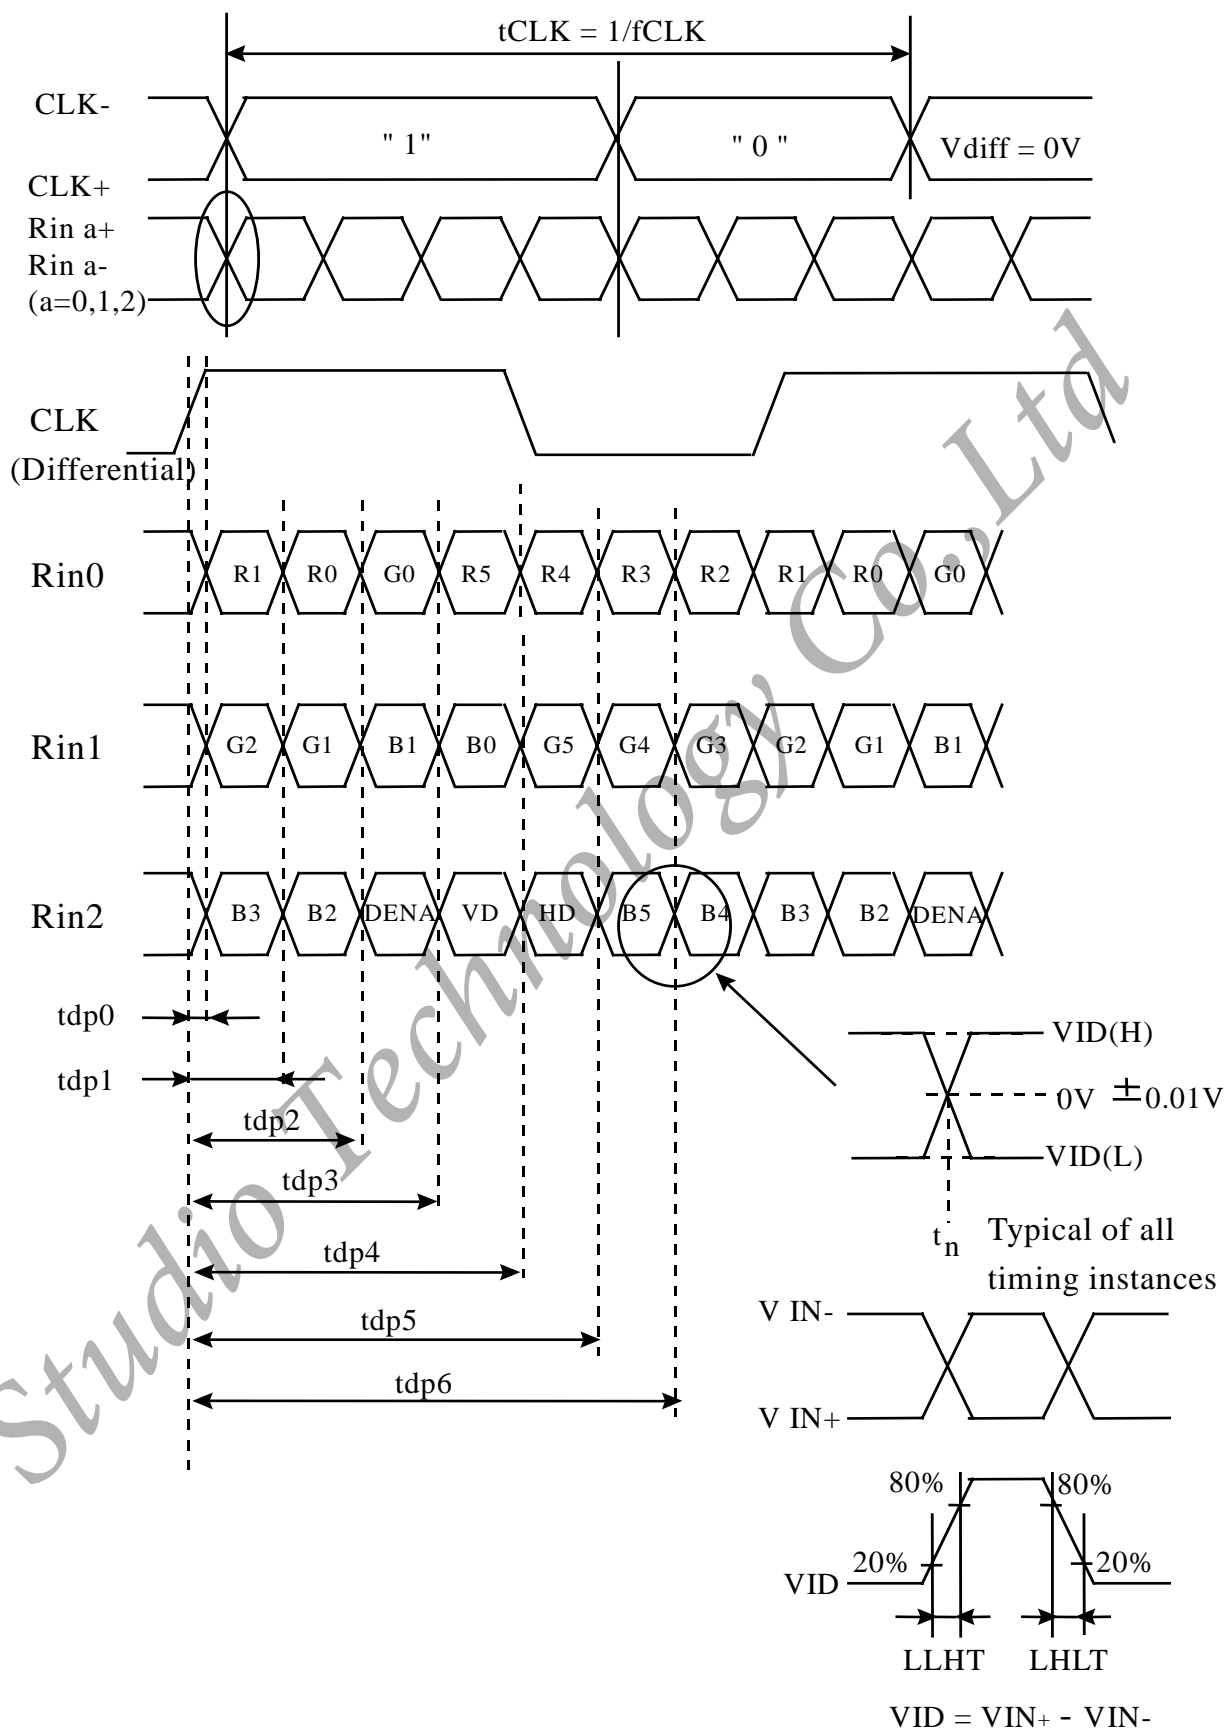 tCLK = 1/fCLK
CLK-
" 1"
" 0 "
Vdiff = 0V
CLK+
Rin a+
Rin a-
(a=0,1,2)
CLK
(Differential)
Rin0 R1 R0 G0 R5 R4 R3 R2 R1 R0 G0
Rin1 G2 G1 B1 B0 G5 G4 G3 G2 G1 B1
Rin2 B3 B2 DENA VD HD B5 B4 B3 B2 DENA
tdp0
tdp1
tdp2
tdp3
tdp4
tdp5
tdp6
VID(H)
0V ±0.01V
VID(L)
tn
Typical of all
timing instances
V IN-
V IN+
80% 80%
20% 20%
VID
LLHT LHLT
VID = VIN+ - VIN-
Studio Technology Co.,Ltd